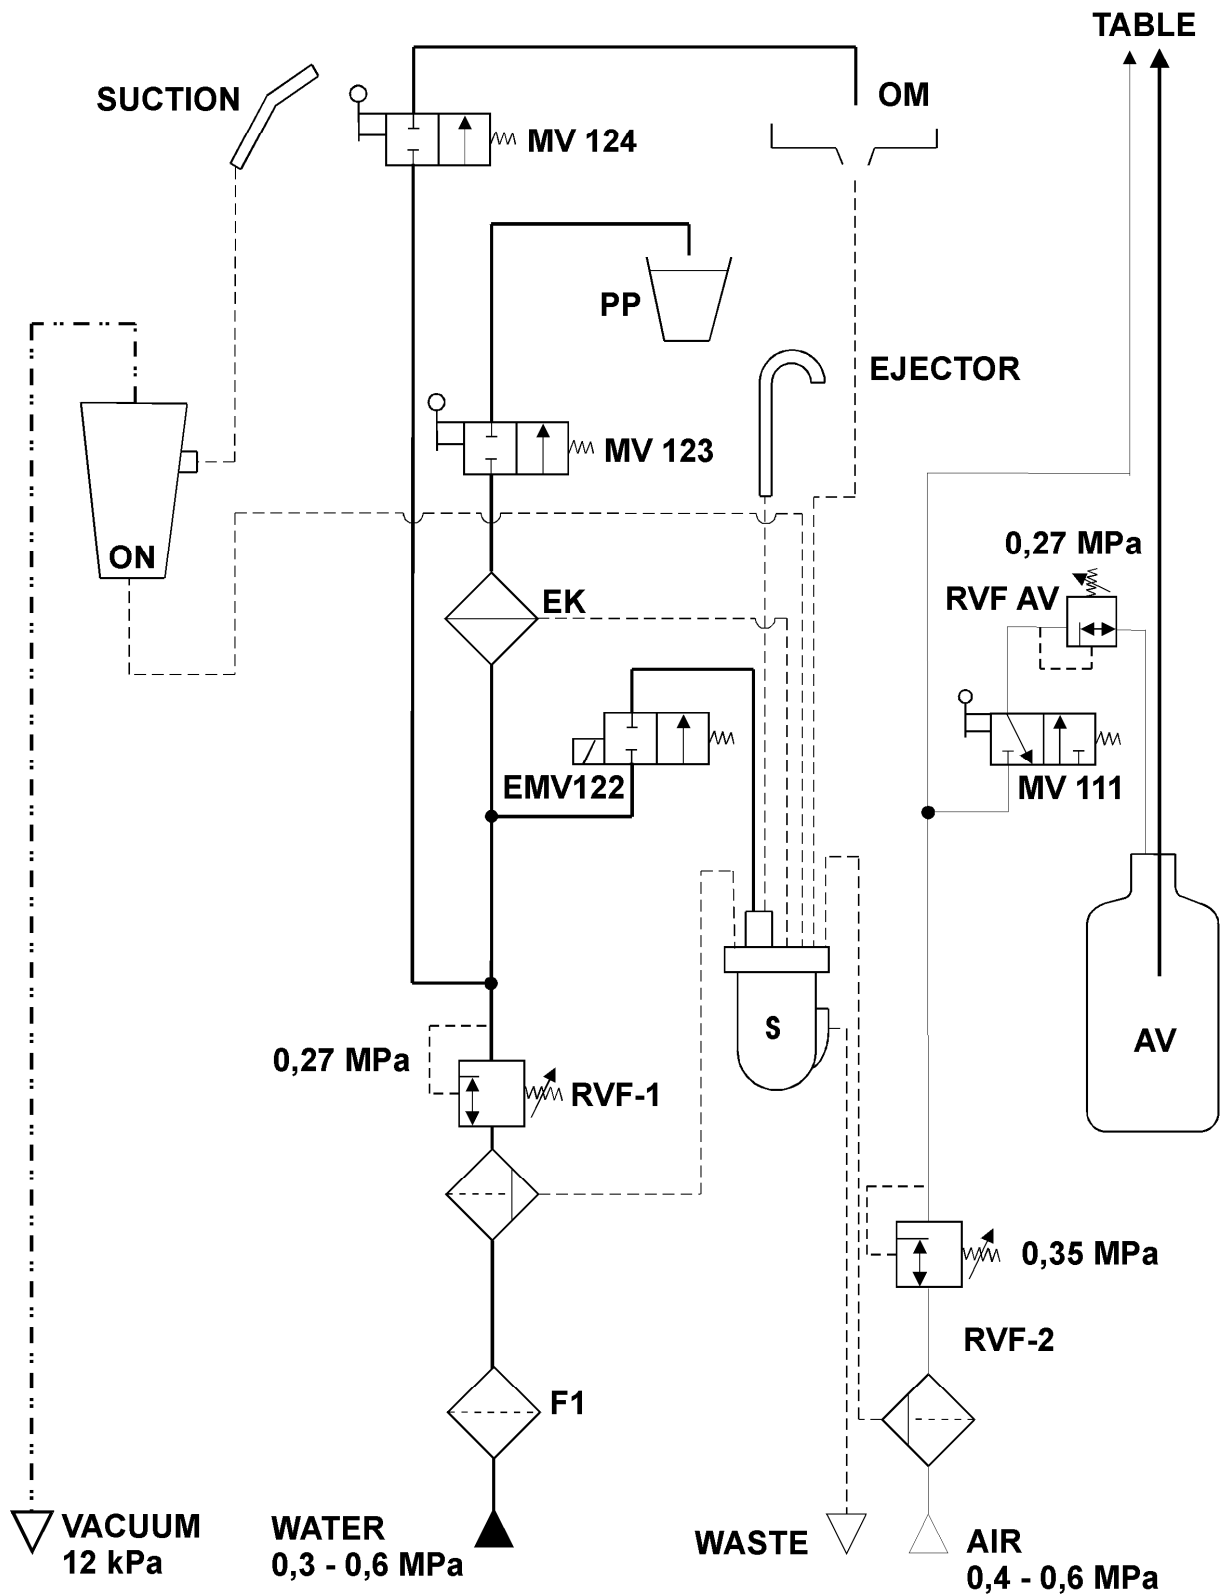 TABLE
SUCTION
OM
MV 124
PP
EJECTOR
MV 123
0,27 MPa
ON
EK
RVF AV
EMV122
MV 111
S
AV
0,27 MPa
RVF-1
0,35 MPa
RVF-2
F1
VACUUM
12 kPa
WATER
0,3 - 0,6 MPa
WASTE
AIR
0,4 - 0,6 MPa